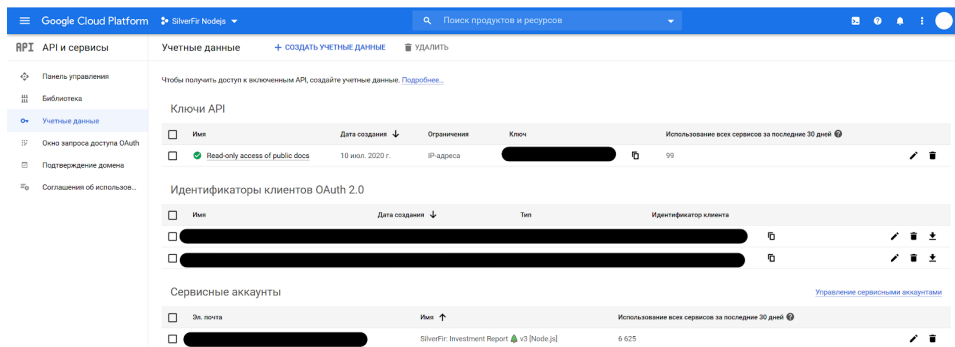 Google Cloud Platform SilverFir Nodejs Поиск продуктов и ресурсов
API API и сервисы Учетные данные + СОЗДАТЬ УЧЕТНЫЕ ДАННЫЕ УДАЛИТЬ
Панель управления
Библиотека
Учетные данные
Окно запроса доступа OAuth
Подтверждение домена
Соглашения об использов...
Чтобы получить доступ к включенным API, создайте учетные данные. Подробнее...
Ключи API
Имя Дата создания Ограничения Ключ Использование всех сервисов за последние 30 дней
Read-only access of public docs 10 июл. 2020 г. IP-адреса 99
Идентификаторы клиентов OAuth 2.0
Имя Дата создания Тип Идентификатор клиента
Сервисные аккаунты Управление сервисными аккаунтами
Эл. почта Имя Использование всех сервисов за последние 30 дней
SilverFir: Investment Report 🌲 v3 [Node.js] 6 625